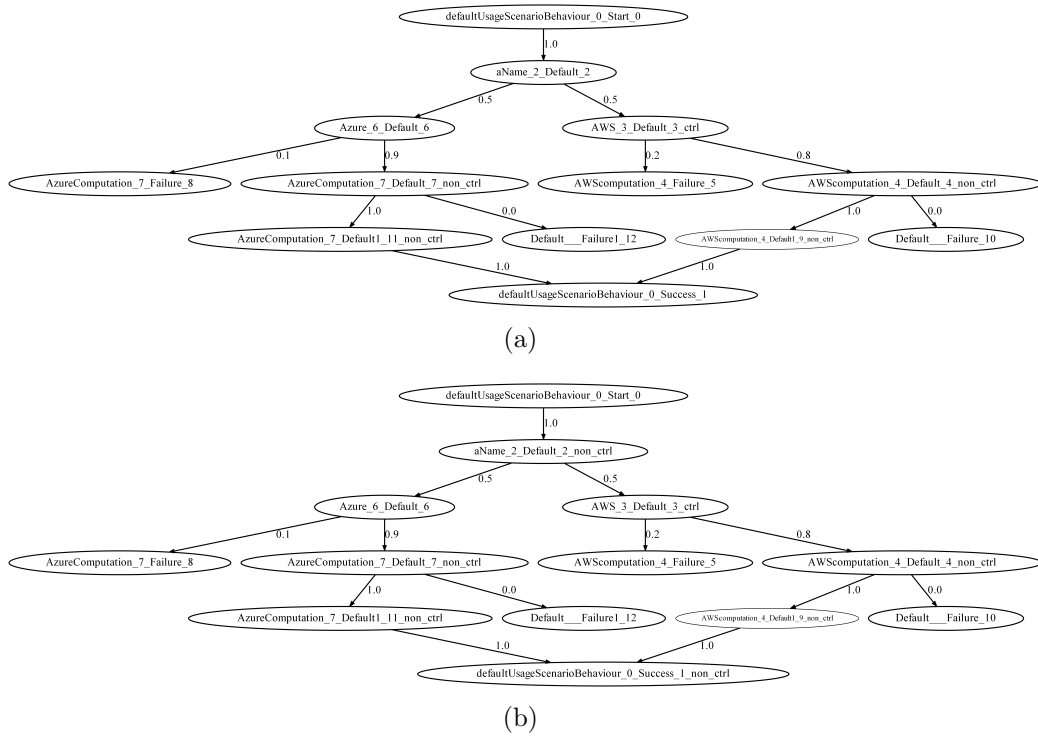 defaultUsageScenarioBehaviour_0_Start_0
1.0
aName_2_Default_2
0.5 0.5
Azure_6_Default_6 AWS_3_Default_3_ctrl
0.1 0.9 0.2 0.8
AzureComputation_7_Failure_8 AzureComputation_7_Default_7_non_ctrl AWScomputation_4_Failure_5 AWScomputation_4_Default_4_non_ctrl
1.0 0.0 1.0 0.0
AzureComputation_7_Default1_11_non_ctrl Default___Failure1_12 AWScomputation_4_Default1_9_non_ctrl Default___Failure_10
1.0 1.0
defaultUsageScenarioBehaviour_0_Success_1
(a)
defaultUsageScenarioBehaviour_0_Start_0
1.0
aName_2_Default_2_non_ctrl
0.5 0.5
Azure_6_Default_6 AWS_3_Default_3_ctrl
0.1 0.9 0.2 0.8
AzureComputation_7_Failure_8 AzureComputation_7_Default_7_non_ctrl AWScomputation_4_Failure_5 AWScomputation_4_Default_4_non_ctrl
1.0 0.0 1.0 0.0
AzureComputation_7_Default1_11_non_ctrl Default___Failure1_12 AWScomputation_4_Default1_9_non_ctrl Default___Failure_10
1.0 1.0
defaultUsageScenarioBehaviour_0_Success_1_non_ctrl
(b)